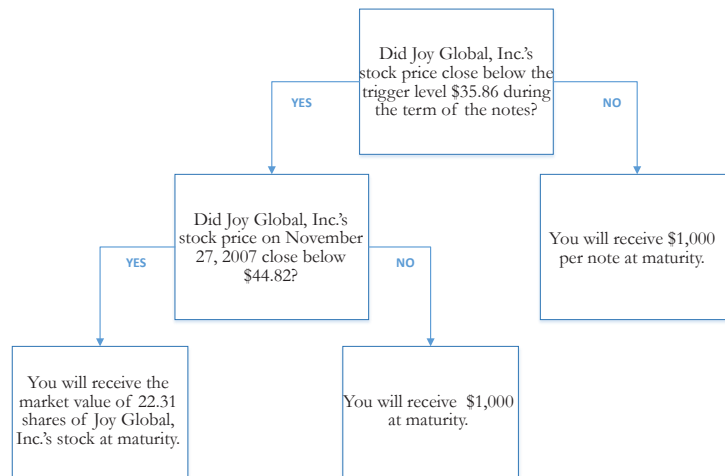 Did Joy Global, Inc.'s
stock price close below the
trigger level $35.86 during
the term of the notes?
YES
NO
Did Joy Global, Inc.'s
stock price on November
27, 2007 close below
$44.82?
You will receive $1,000
per note at maturity.
YES
NO
You will receive the
market value of 22.31
shares of Joy Global,
Inc.'s stock at maturity.
You will receive $1,000
at maturity.